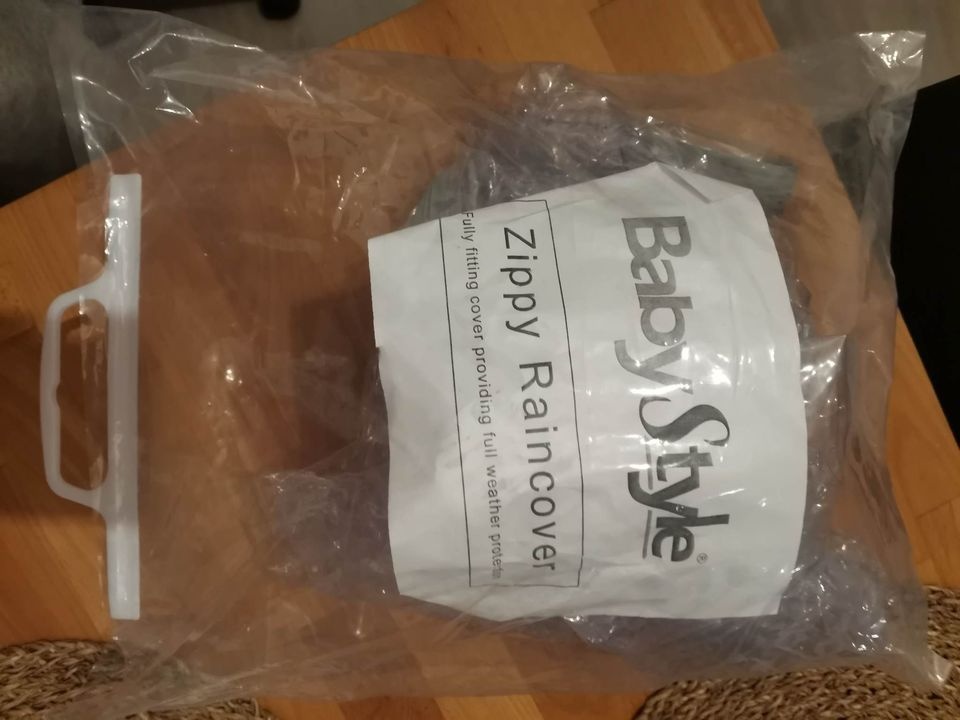 BabyStyle®
Zippy Raincover
Fully fitting cover providing full weather